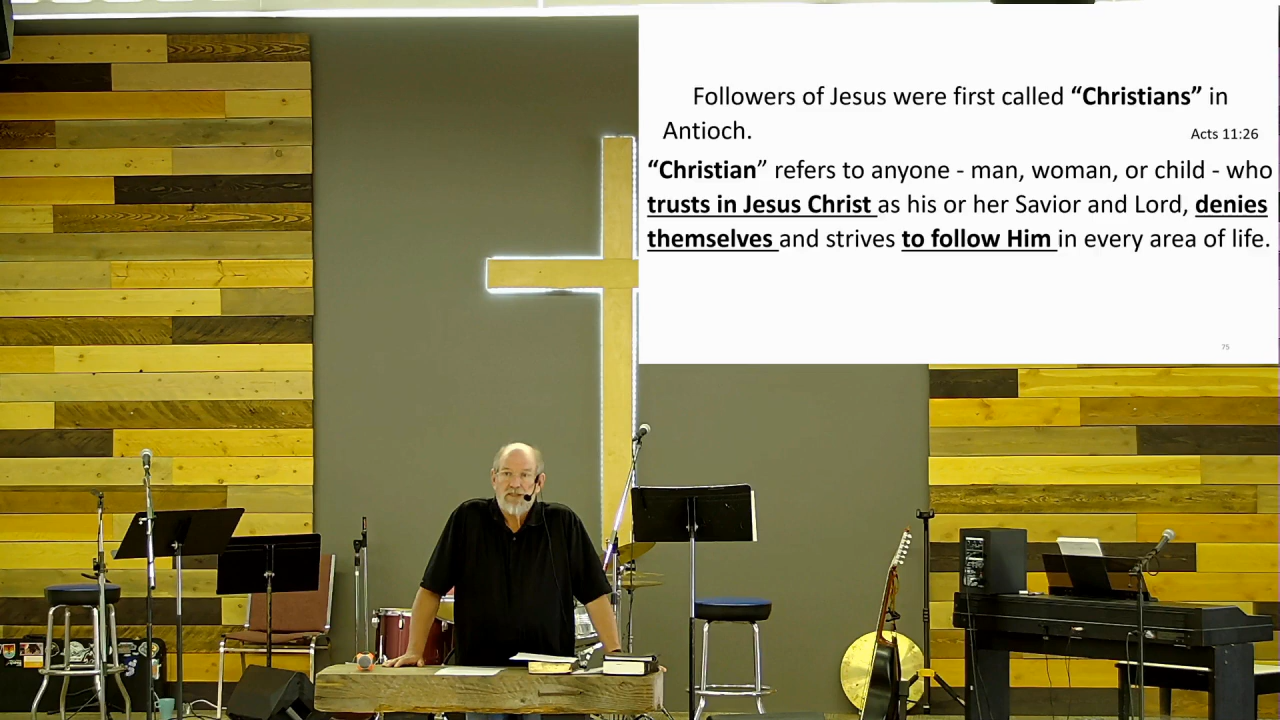 Followers of Jesus were first called “Christians” in
Antioch. Acts 11:26
“Christian” refers to anyone - man, woman, or child - who
trusts in Jesus Christ as his or her Savior and Lord, denies
themselves and strives to follow Him in every area of life.
75